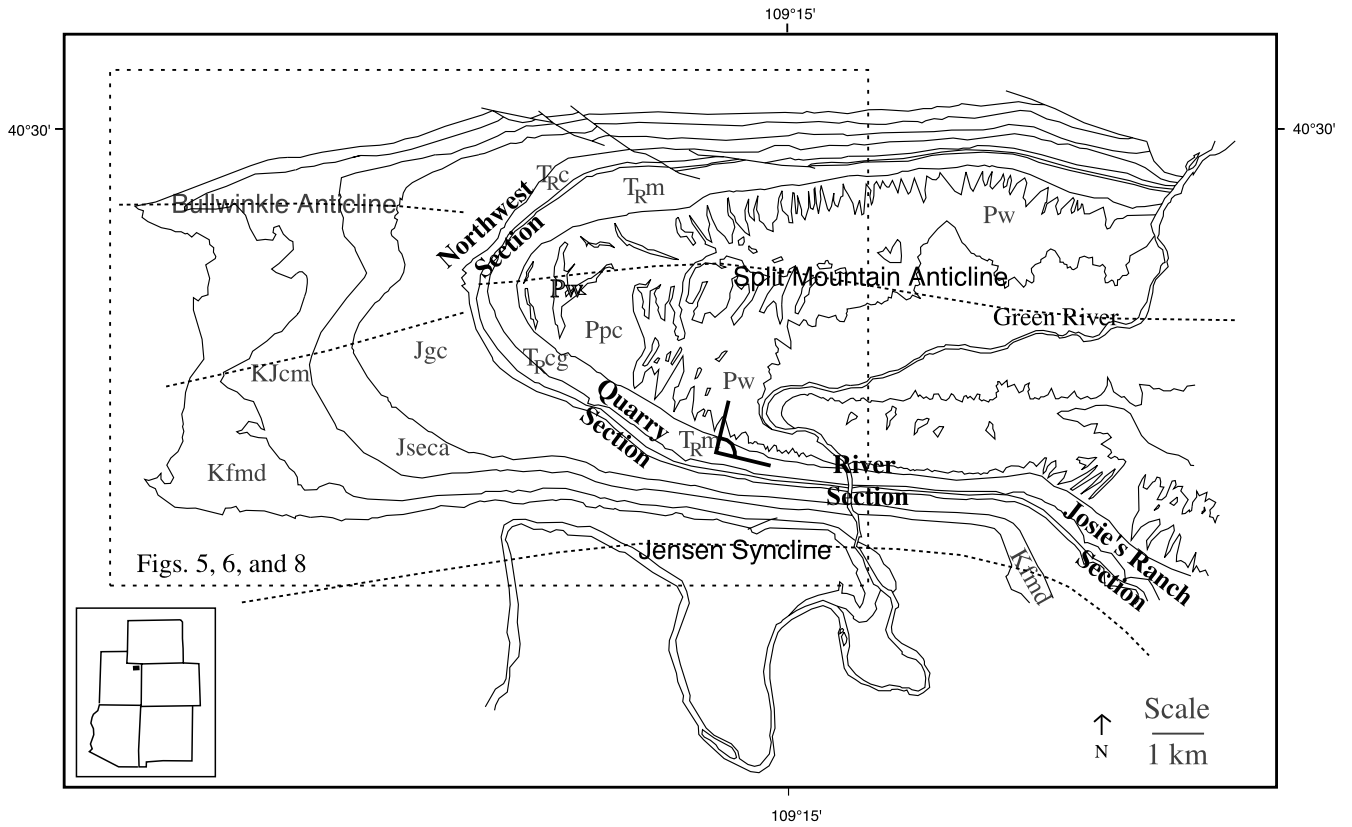 109°15'
40°30'
40°30'
TRc
TRm
Pw
Bullwinkle Anticline
Northwest
Section
Split Mountain Anticline
Pw
Green River
Ppc
Jgc
TRcg
KJcm
Pw
Quarry
Section
TRm
Jseca
Kfmd
River
Section
Josie's Ranch
Section
Jensen Syncline
Kfmd
Figs. 5, 6, and 8
Scale
1 km
N
109°15'